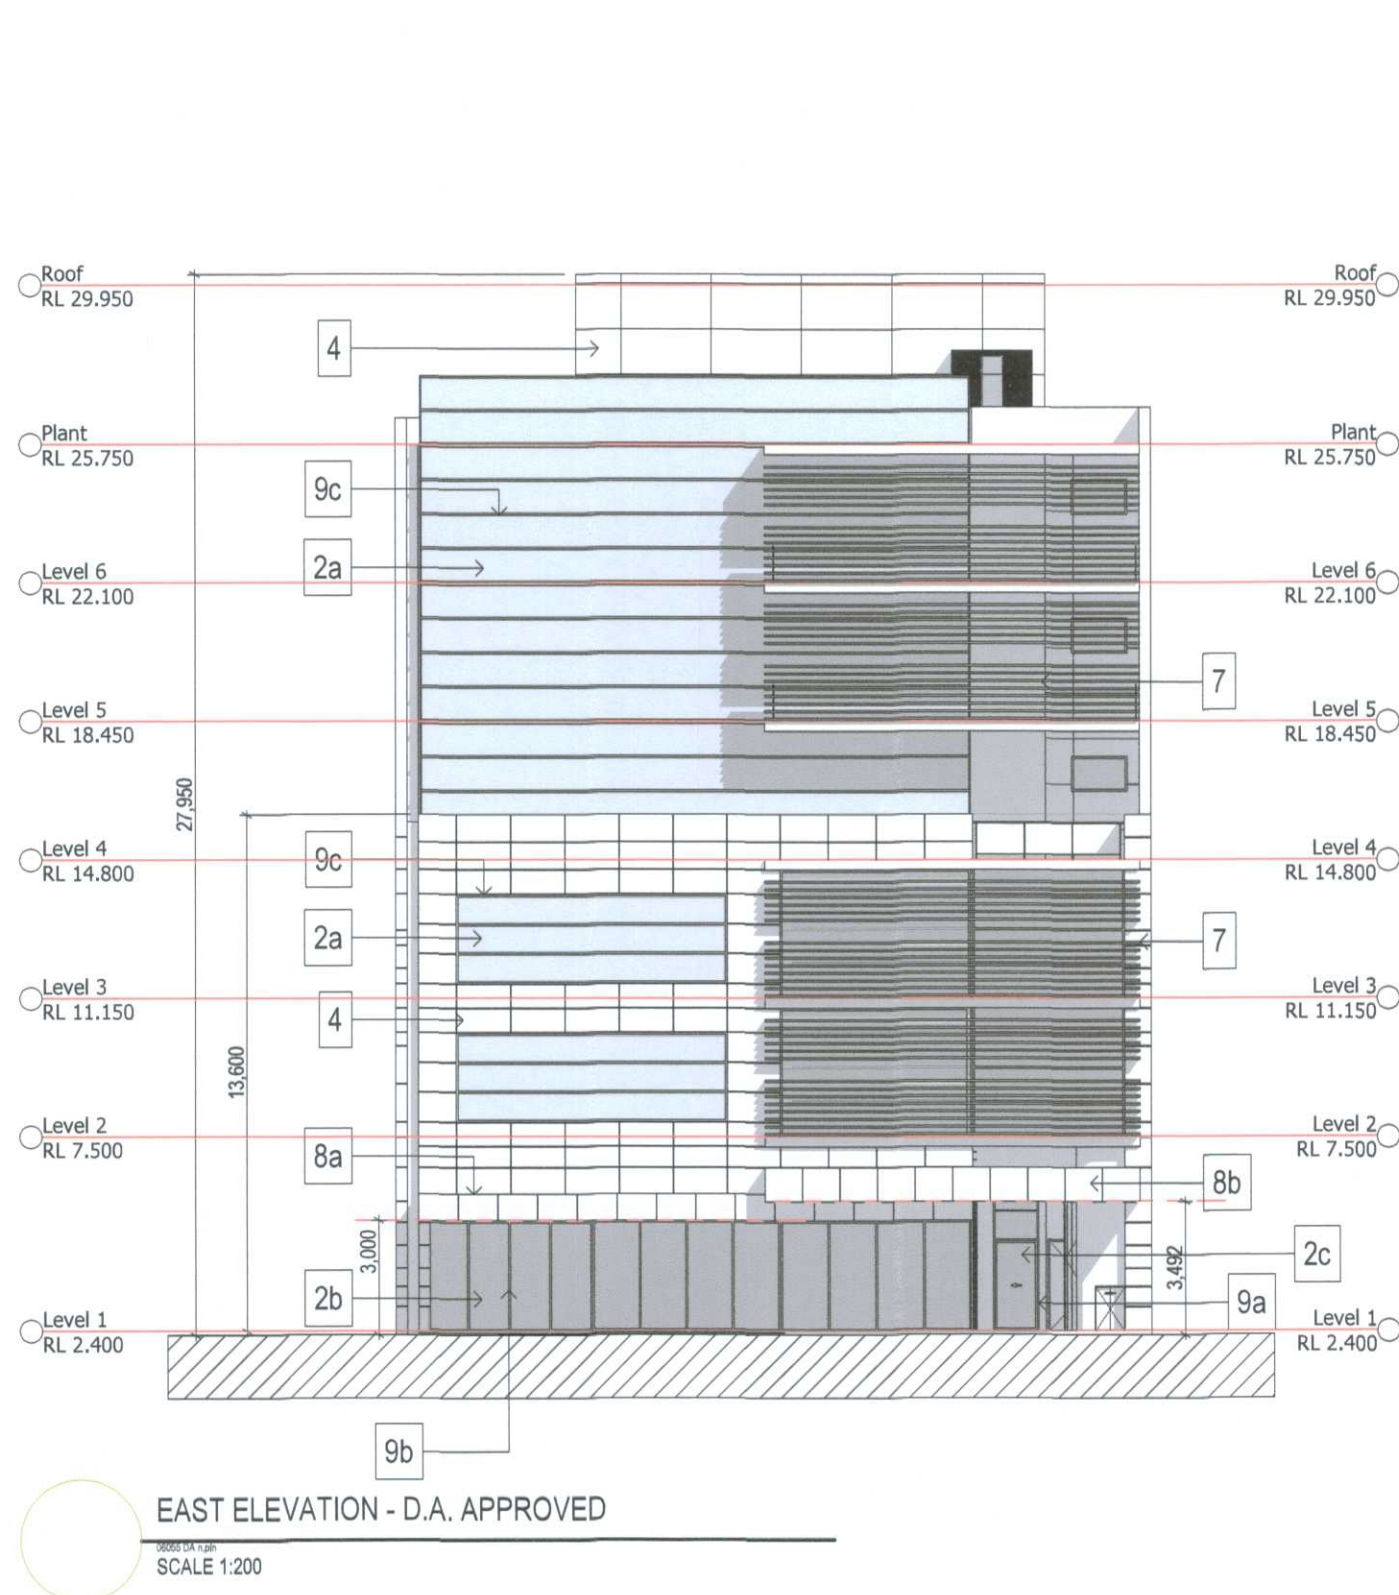 Roof
RL 29.950
Roof
RL 29.950
4
Plant
RL 25.750
Plant
RL 25.750
9c
2a
Level 6
RL 22.100
Level 6
RL 22.100
7
Level 5
RL 18.450
Level 5
RL 18.450
27,950
9c
Level 4
RL 14.800
Level 4
RL 14.800
2a
7
Level 3
RL 11.150
Level 3
RL 11.150
4
13,600
Level 2
RL 7.500
Level 2
RL 7.500
8a
8b
3,000
3,492
2c
2b
9a
Level 1
RL 2.400
Level 1
RL 2.400
9b
EAST ELEVATION - D.A. APPROVED
06055 DA n.pln
SCALE 1:200